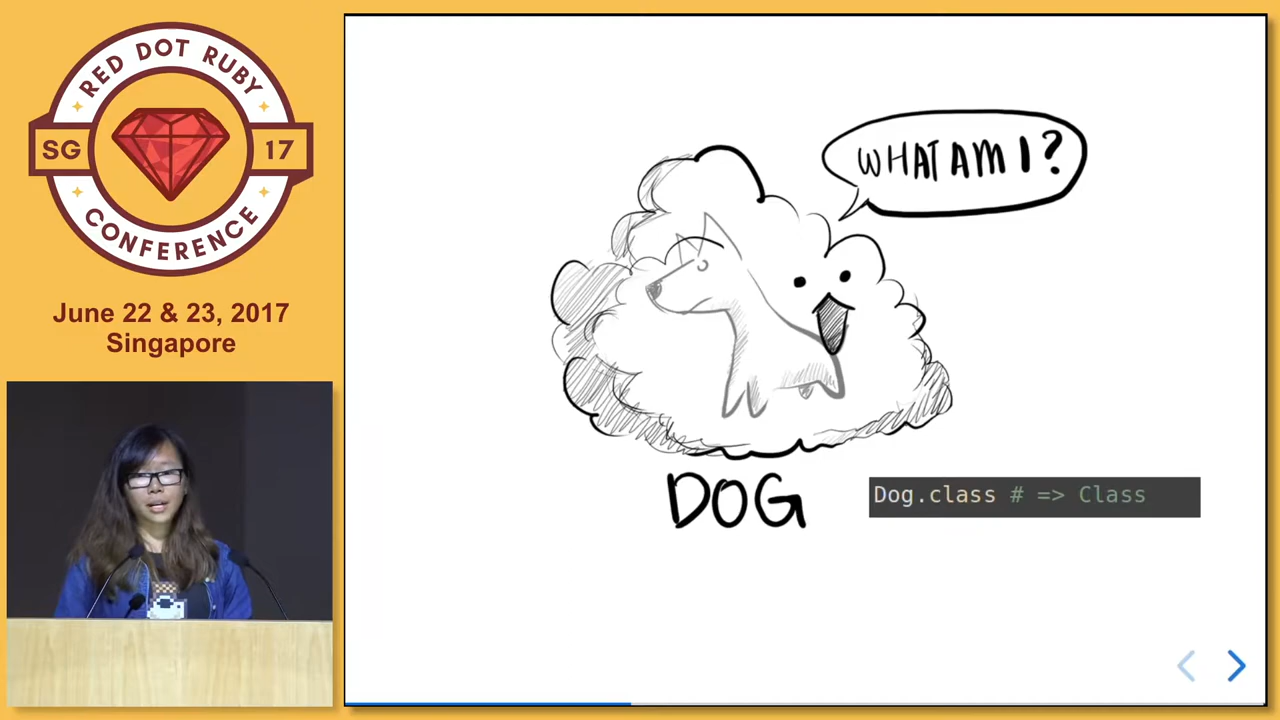 RED DOT RUBY
SG 17
CONFERENCE
June 22 & 23, 2017
Singapore
WHAT AM I?
DOG
Dog.class # => Class